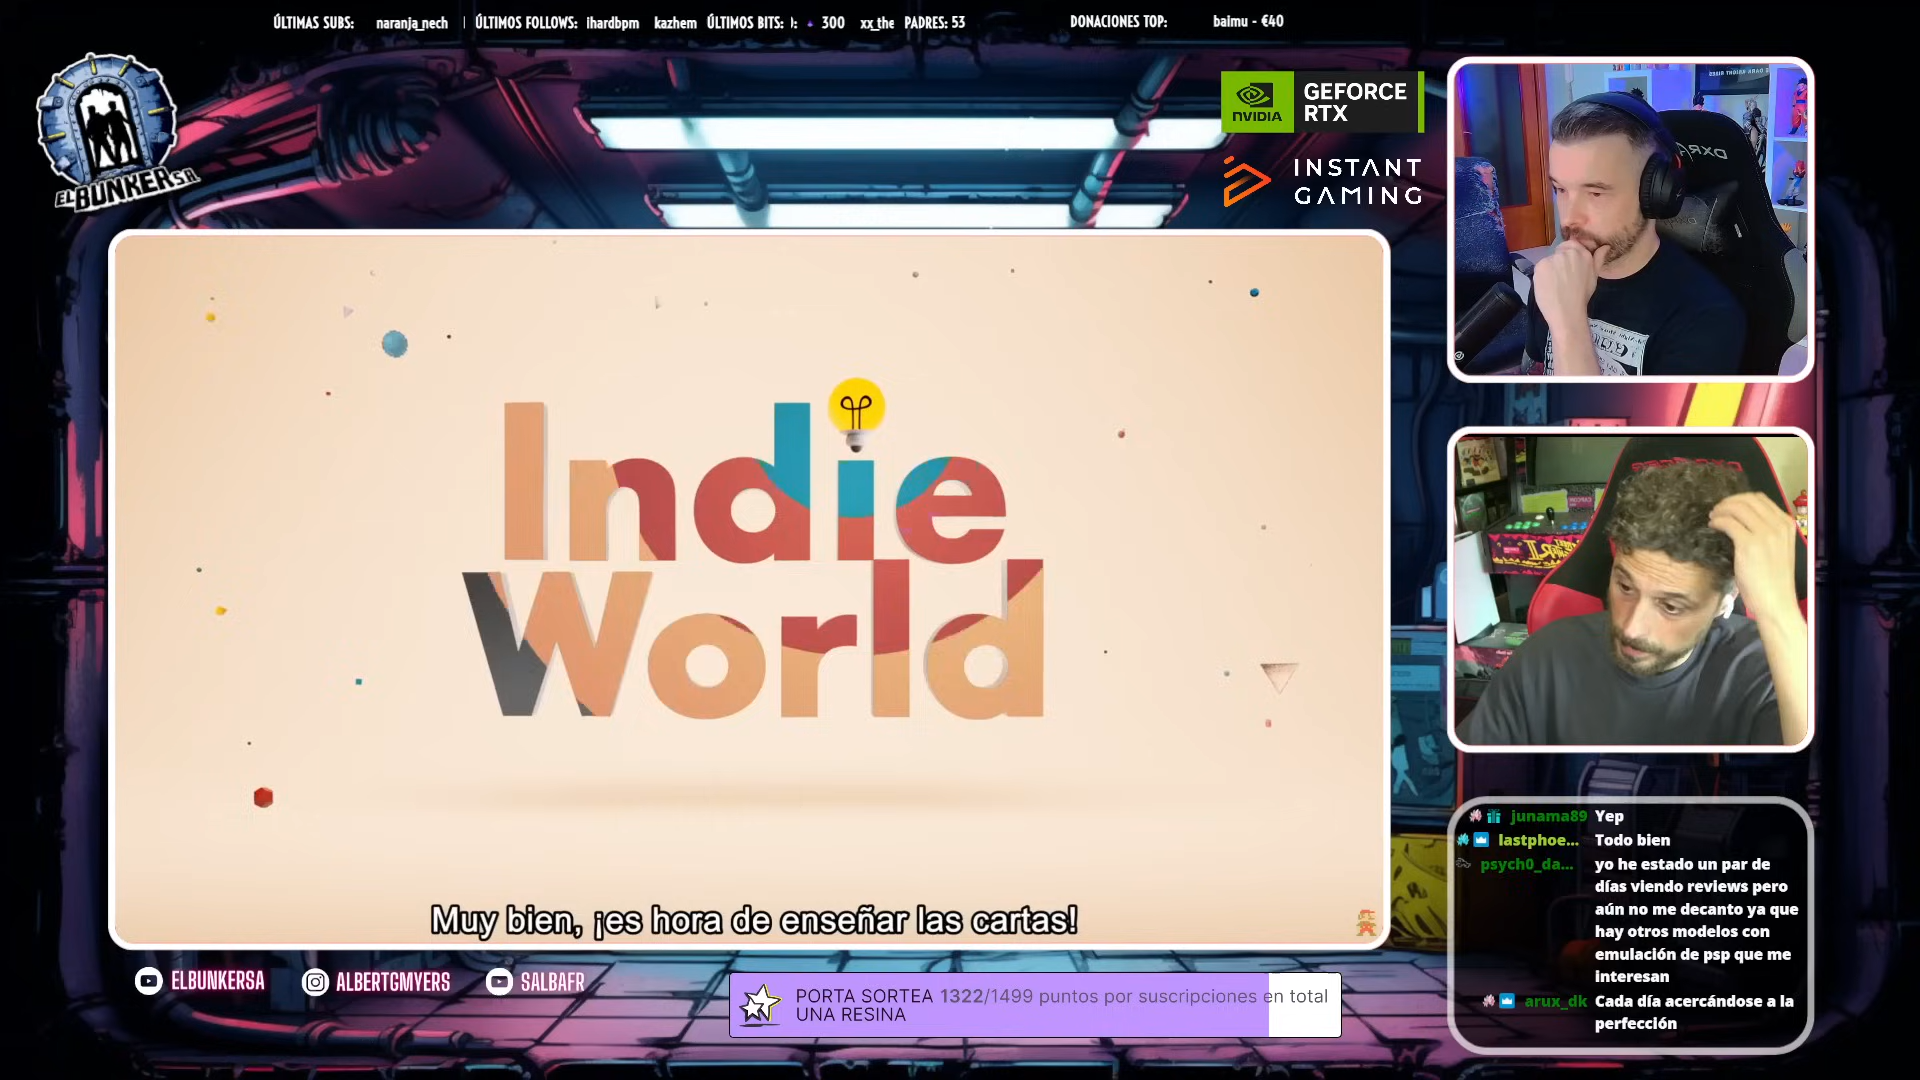 ÚLTIMAS SUBS: naranja_nech | ÚLTIMOS FOLLOWS: ihardbpm kazhem ÚLTIMOS BITS: ): 300 xx_the PADRES: 53 DONACIONES TOP: baimu - €40
EL BUNKER SA
NVIDIA
GEFORCE
RTX
INSTANT
GAMING
Indie
World
Muy bien, ¡es hora de enseñar las cartas!
junama89 Yep
lastphoe... Todo bien
psych0_da... yo he estado un par de
días viendo reviews pero
aún no me decanto ya que
hay otros modelos con
emulación de psp que me
interesan
arux_dk Cada día acercándose a la
perfección
ELBUNKERSA ALBERTGMYERS SALBAFR
PORTA SORTEA 1322/1499 puntos por suscripciones en total
UNA RESINA